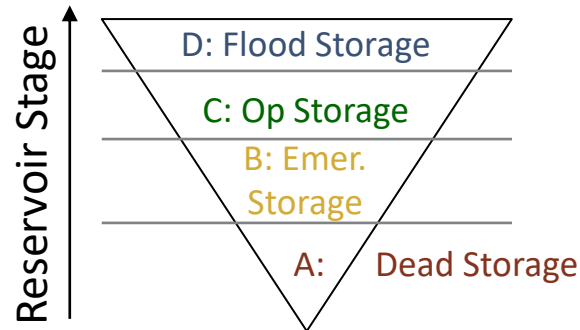 Reservoir Stage
D: Flood Storage
C: Op Storage
B: Emer.
Storage
A: Dead Storage